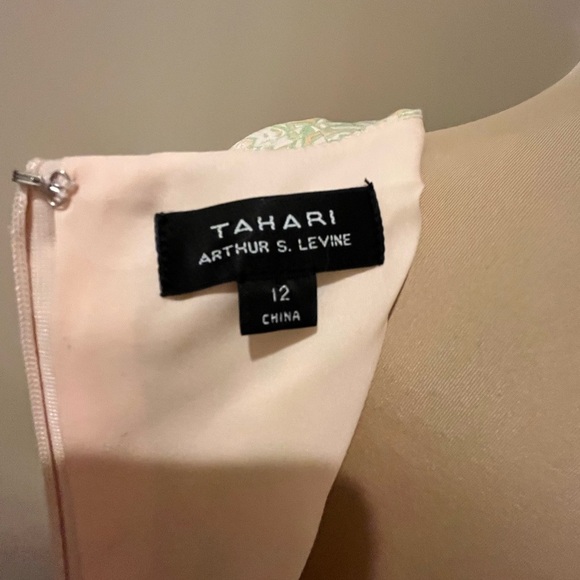 TAHARI
ARTHUR S. LEVINE
12
CHINA